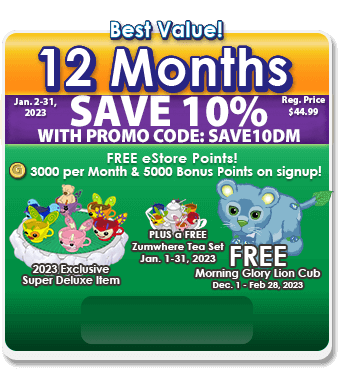 Best Value!
12 Months
Jan. 2-31,
2023
SAVE 10%
Reg. Price
$44.99
WITH PROMO CODE: SAVE10DM
FREE eStore Points!
3000 per Month & 5000 Bonus Points on signup!
2023 Exclusive
Super Deluxe Item
PLUS a FREE
Zumwhere Tea Set
Jan. 1-31, 2023
FREE
Morning Glory Lion Cub
Dec. 1 - Feb 28, 2023